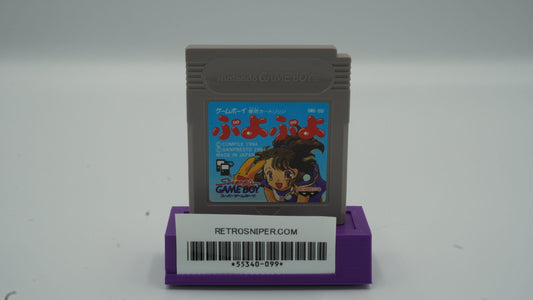 Nintendo GAME BOY
ゲームボーイ専用カートリッジ
ぷよぷよ
©COMPILE 1994
©BANPRESTO 1994
MADE IN JAPAN
Super
GAME BOY
スーパーゲームボーイ
RETROSNIPER.COM
*55340-099*